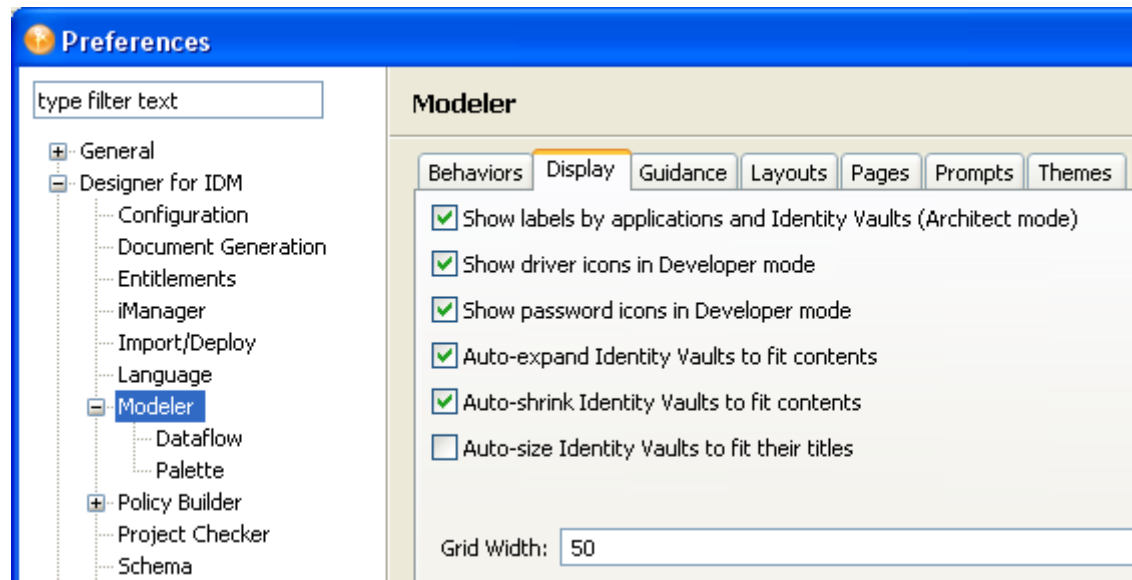 Preferences
type filter text
General
Designer for IDM
Configuration
Document Generation
Entitlements
iManager
Import/Deploy
Language
Modeler
Dataflow
Palette
Policy Builder
Project Checker
Schema
Modeler
Behaviors Display Guidance Layouts Pages Prompts Themes
Show labels by applications and Identity Vaults (Architect mode)
Show driver icons in Developer mode
Show password icons in Developer mode
Auto-expand Identity Vaults to fit contents
Auto-shrink Identity Vaults to fit contents
Auto-size Identity Vaults to fit their titles
Grid Width: 50